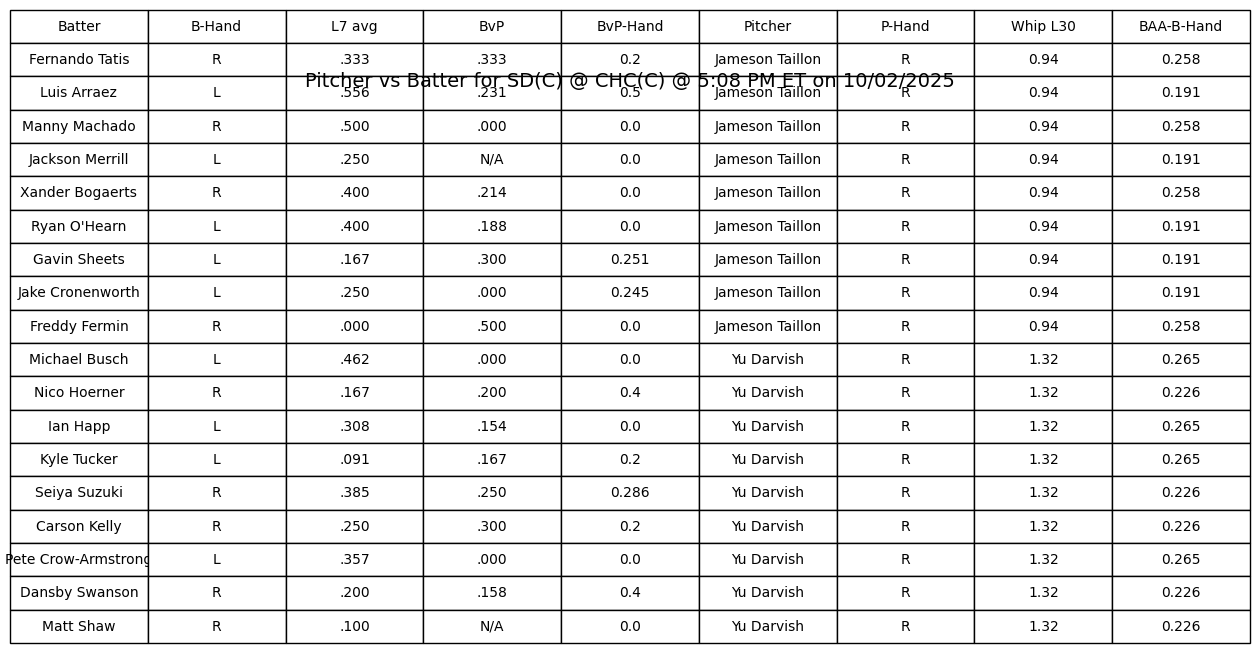 Batter B-Hand L7 avg BvP BvP-Hand Pitcher P-Hand Whip L30 BAA-B-Hand
Fernando Tatis R .333 .333 0.2 Jameson Taillon R 0.94 0.258
Pitcher vs Batter for SD(C) @ CHC(C) @ 5:08 PM ET on 10/02/2025
Luis Arraez L .556 .231 0.5 Jameson Taillon R 0.94 0.191
Manny Machado R .500 .000 0.0 Jameson Taillon R 0.94 0.258
Jackson Merrill L .250 N/A 0.0 Jameson Taillon R 0.94 0.191
Xander Bogaerts R .400 .214 0.0 Jameson Taillon R 0.94 0.258
Ryan O'Hearn L .400 .188 0.0 Jameson Taillon R 0.94 0.191
Gavin Sheets L .167 .300 0.251 Jameson Taillon R 0.94 0.191
Jake Cronenworth L .250 .000 0.245 Jameson Taillon R 0.94 0.191
Freddy Fermin R .000 .500 0.0 Jameson Taillon R 0.94 0.258
Michael Busch L .462 .000 0.0 Yu Darvish R 1.32 0.265
Nico Hoerner R .167 .200 0.4 Yu Darvish R 1.32 0.226
Ian Happ L .308 .154 0.0 Yu Darvish R 1.32 0.265
Kyle Tucker L .091 .167 0.2 Yu Darvish R 1.32 0.265
Seiya Suzuki R .385 .250 0.286 Yu Darvish R 1.32 0.226
Carson Kelly R .250 .300 0.2 Yu Darvish R 1.32 0.226
Pete Crow-Armstrong L .357 .000 0.0 Yu Darvish R 1.32 0.265
Dansby Swanson R .200 .158 0.4 Yu Darvish R 1.32 0.226
Matt Shaw R .100 N/A 0.0 Yu Darvish R 1.32 0.226